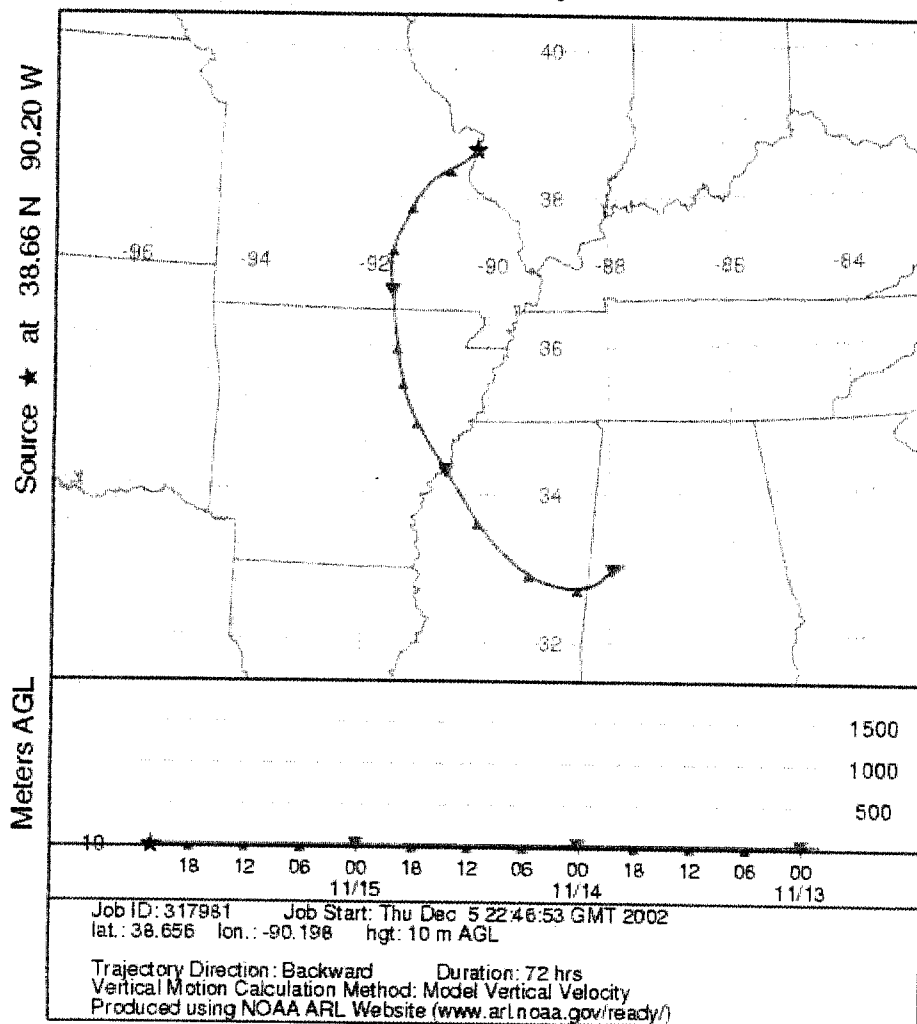 Source ★ at 38.66 N 90.20 W
40
38
-96 -94 -92 -90 -88 -86 -84
36
34
32
Meters AGL
1500
1000
500
10
18 12 06 00 18 12 06 00 18 12 06 00
11/15 11/14 11/13
Job ID: 317981 Job Start: Thu Dec 5 22:46:53 GMT 2002
lat.: 38.656 lon.: -90.198 hgt: 10 m AGL
Trajectory Direction: Backward Duration: 72 hrs
Vertical Motion Calculation Method: Model Vertical Velocity
Produced using NOAA ARL Website (www.arl.noaa.gov/ready/)